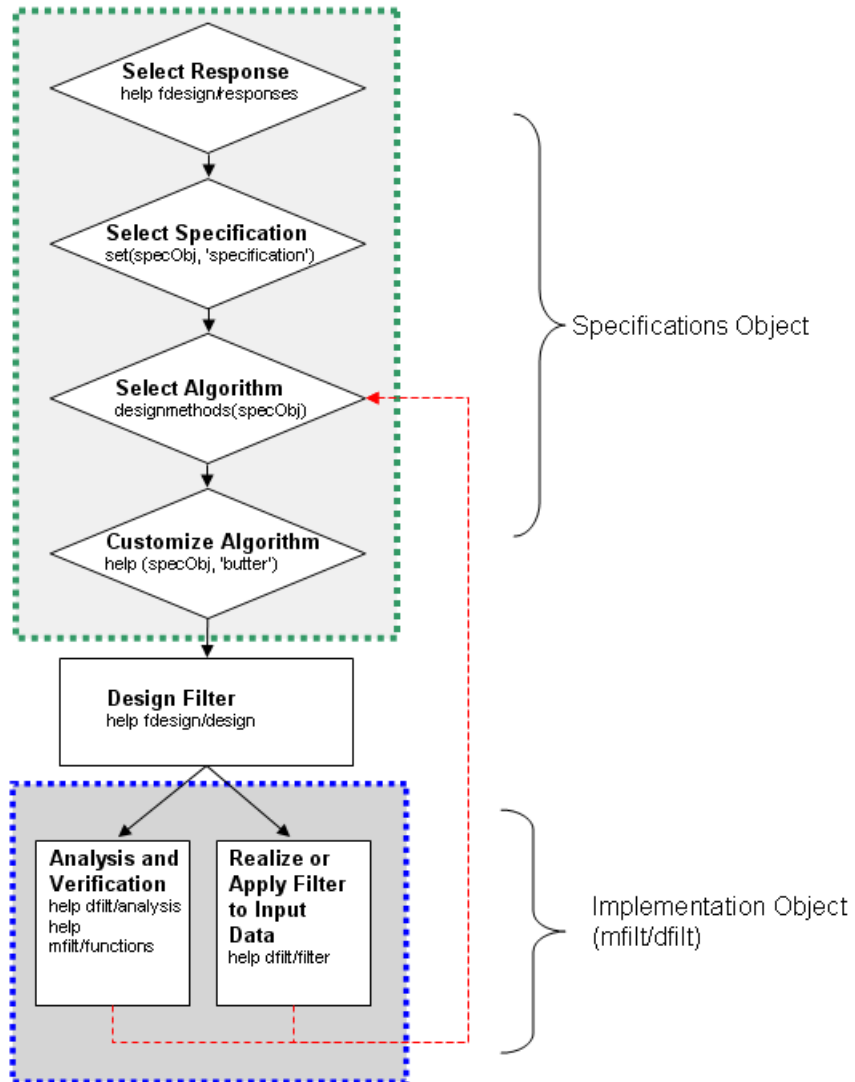 Select Response
help fdesign/responses
Select Specification
set(specObj, 'specification')
Specifications Object
Select Algorithm
designmethods(specObj)
Customize Algorithm
help (specObj, 'butter')
Design Filter
help fdesign/design
Analysis and
Verification
help dfilt/analysis
help
mfilt/functions
Realize or
Apply Filter
to Input
Data
help dfilt/filter
Implementation Object
(mfilt/dfilt)